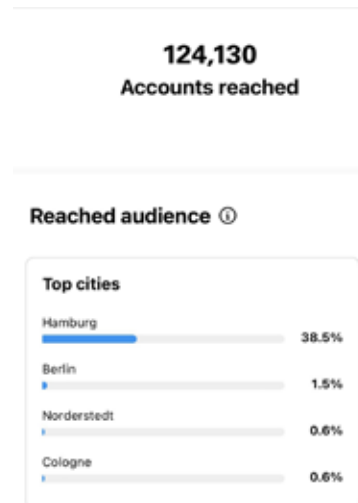 124,130
Accounts reached
Reached audience
Top cities
Hamburg
38.5%
Berlin
1.5%
Norderstedt
0.6%
Cologne
0.6%